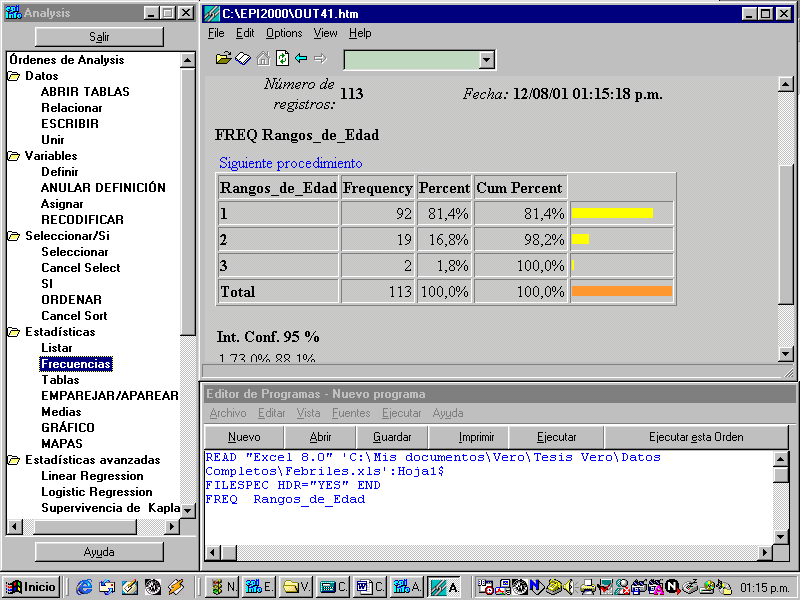 Analysis
Salir
Órdenes de Analysis
Datos
ABRIR TABLAS
Relacionar
ESCRIBIR
Unir
Variables
Definir
ANULAR DEFINICIÓN
Asignar
RECODIFICAR
Seleccionar/Si
Seleccionar
Cancel Select
SI
ORDENAR
Cancel Sort
Estadísticas
Listar
Frecuencias
Tablas
EMPAREJAR/APAREAR
Medias
GRÁFICO
MAPAS
Estadísticas avanzadas
Linear Regression
Logistic Regression
Supervivencia de Kapla
Ayuda
C:\EPI2000\OUT41.htm
File Edit Options View Help
Número de registros: 113 Fecha: 12/08/01 01:15:18 p.m.
FREQ Rangos_de_Edad
Siguiente procedimiento
Rangos_de_Edad Frequency Percent Cum Percent
1 92 81,4% 81,4%
2 19 16,8% 98,2%
3 2 1,8% 100,0%
Total 113 100,0% 100,0%
Int. Conf. 95 %
1 73,0% 88,1%
Editor de Programas - Nuevo programa
Archivo Editar Vista Fuentes Ejecutar Ayuda
Nuevo Abrir Guardar Imprimir Ejecutar Ejecutar esta Orden
READ "Excel 8.0" 'C:\Mis documentos\Vero\Tesis Vero\Datos
Completos\Febriles.xls':Hoja1$
FILESPEC HDR="YES" END
FREQ Rangos_de_Edad
Inicio N. E. V. C. C. A. A. 01:15 p.m.